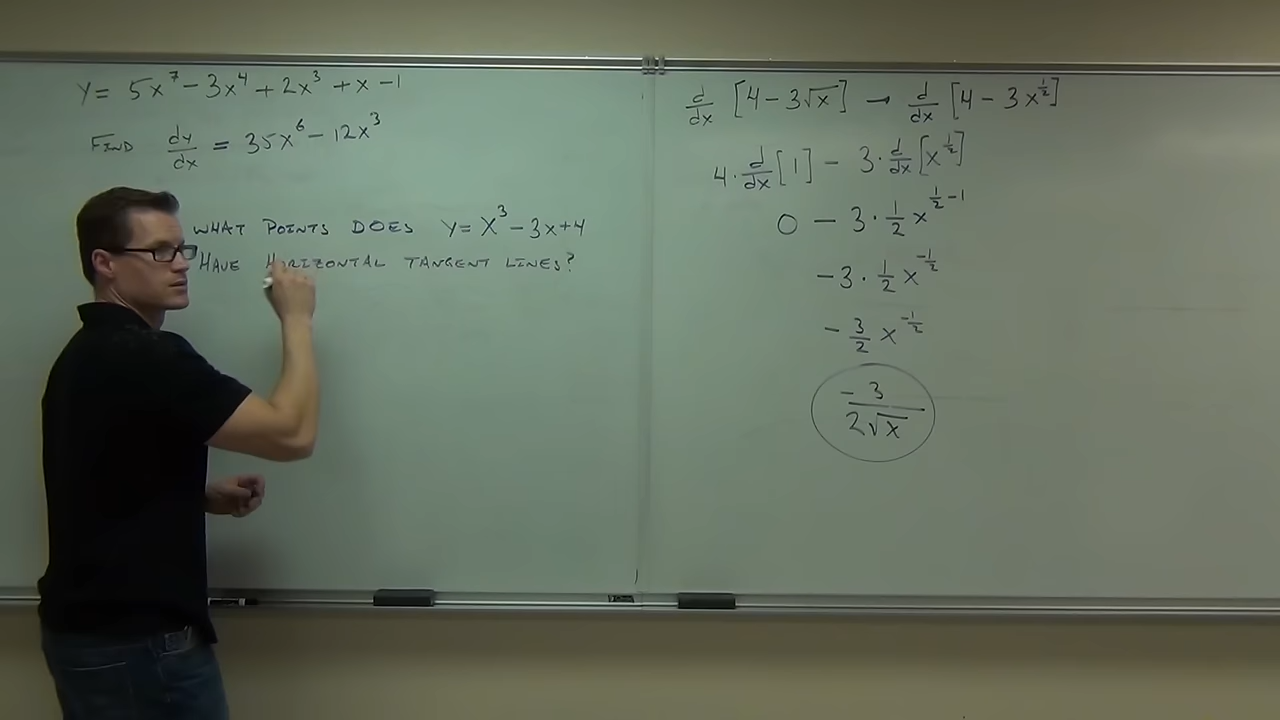 y = 5x⁷ - 3x⁴ + 2x³ + x - 1
FIND dy/dx = 35x⁶ - 12x³
WHAT POINTS DOES y = x³ - 3x + 4
HAVE HORIZONTAL TANGENT LINES?
d/dx [4 - 3√x] → d/dx [4 - 3x^(1/2)]
4 · d/dx [1] - 3 · d/dx [x^(1/2)]
0 - 3 · 1/2 x^(1/2 - 1)
-3 · 1/2 x^(-1/2)
-3/2 x^(-1/2)
-3/(2√x)